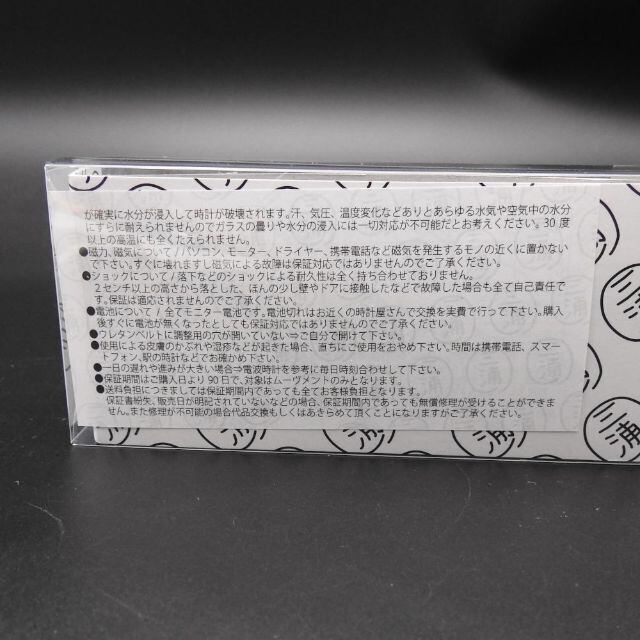 が確実に水分が浸入して時計が破壊されます。汗、気圧、温度変化などありとあらゆる水気や空気中の水分
にすらに耐えられませんのでガラスの曇りや水分の浸入には一切対応が不可能だとお考えください。30 度
以上の高温にも全くたえられません。
●磁力、磁気について / パソコン、モーター、ドライヤー、携帯電話など磁気を発生するモノの近くに置かない
で下さい。すぐに壊れますし磁気による故障は保証対応ではありませんのでご了承ください。
●ショックについて / 落下などのショックによる耐久性は全く持ち合わせておりません。
2 センチ以上の高さから落とした、ほんの少し壁やドアに接触したなどで故障した場合も全て自己責任で
す。保証は適応されませんのでご了承ください。
●電池について / 全てモニター電池です。電池切れはお近くの時計屋さんで交換を実費で行って下さい。購入
後すぐに電池が無くなったとしても保証対応ではありませんのでご了承ください。
●ウレタンベルトに調整用の穴が開いていない⇒ご自分で開けて下さい。
●使用による皮膚のかぶれや湿疹などが起きた場合、直ちにご使用をおやめ下さい。時間は携帯電話、スマー
トフォン、駅の時計などでお確かめ下さい。
●一日の遅れや進みが大きい場合⇒電波時計を参考に毎日時刻合わせして下さい。
●保証期間はご購入日より 90 日で、対象はムーヴメントのみとなります。
●送料負担につきましては保証期間内であっても全てお客様負担となります。
保証書紛失、販売日が明記されていないなどの場合、保証期間内であっても無償修理が受けることができませ
ん。また修理が不可能の場合代品交換もしくはあきらめて頂くことになりますがご了承ください。
三浦
三浦
三浦
三浦